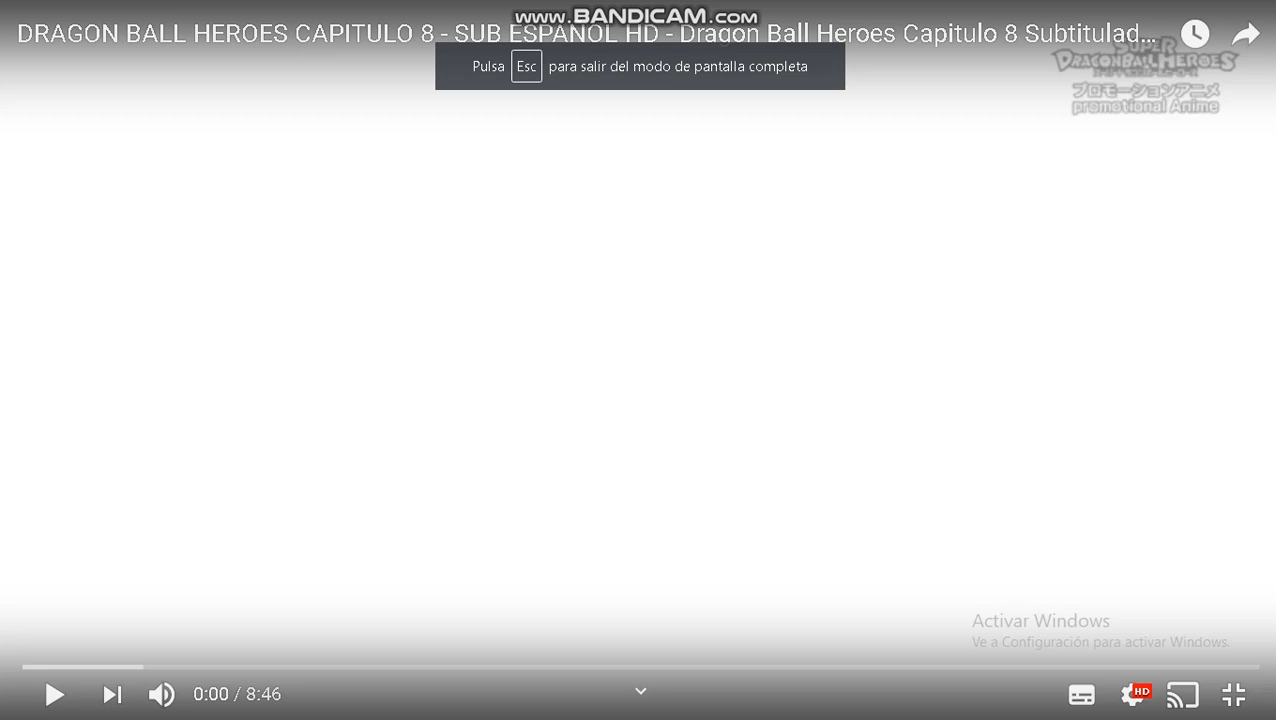 www.BANDICAM.com
DRAGON BALL HEROES CAPITULO 8 - SUB ESPAÑOL HD - Dragon Ball Heroes Capitulo 8 Subtitulad...
Pulsa Esc para salir del modo de pantalla completa
SUPER
DRAGONBALL HEROES
プロモーションアニメ
promotional Anime
Activar Windows
Ve a Configuración para activar Windows.
0:00 / 8:46
HD